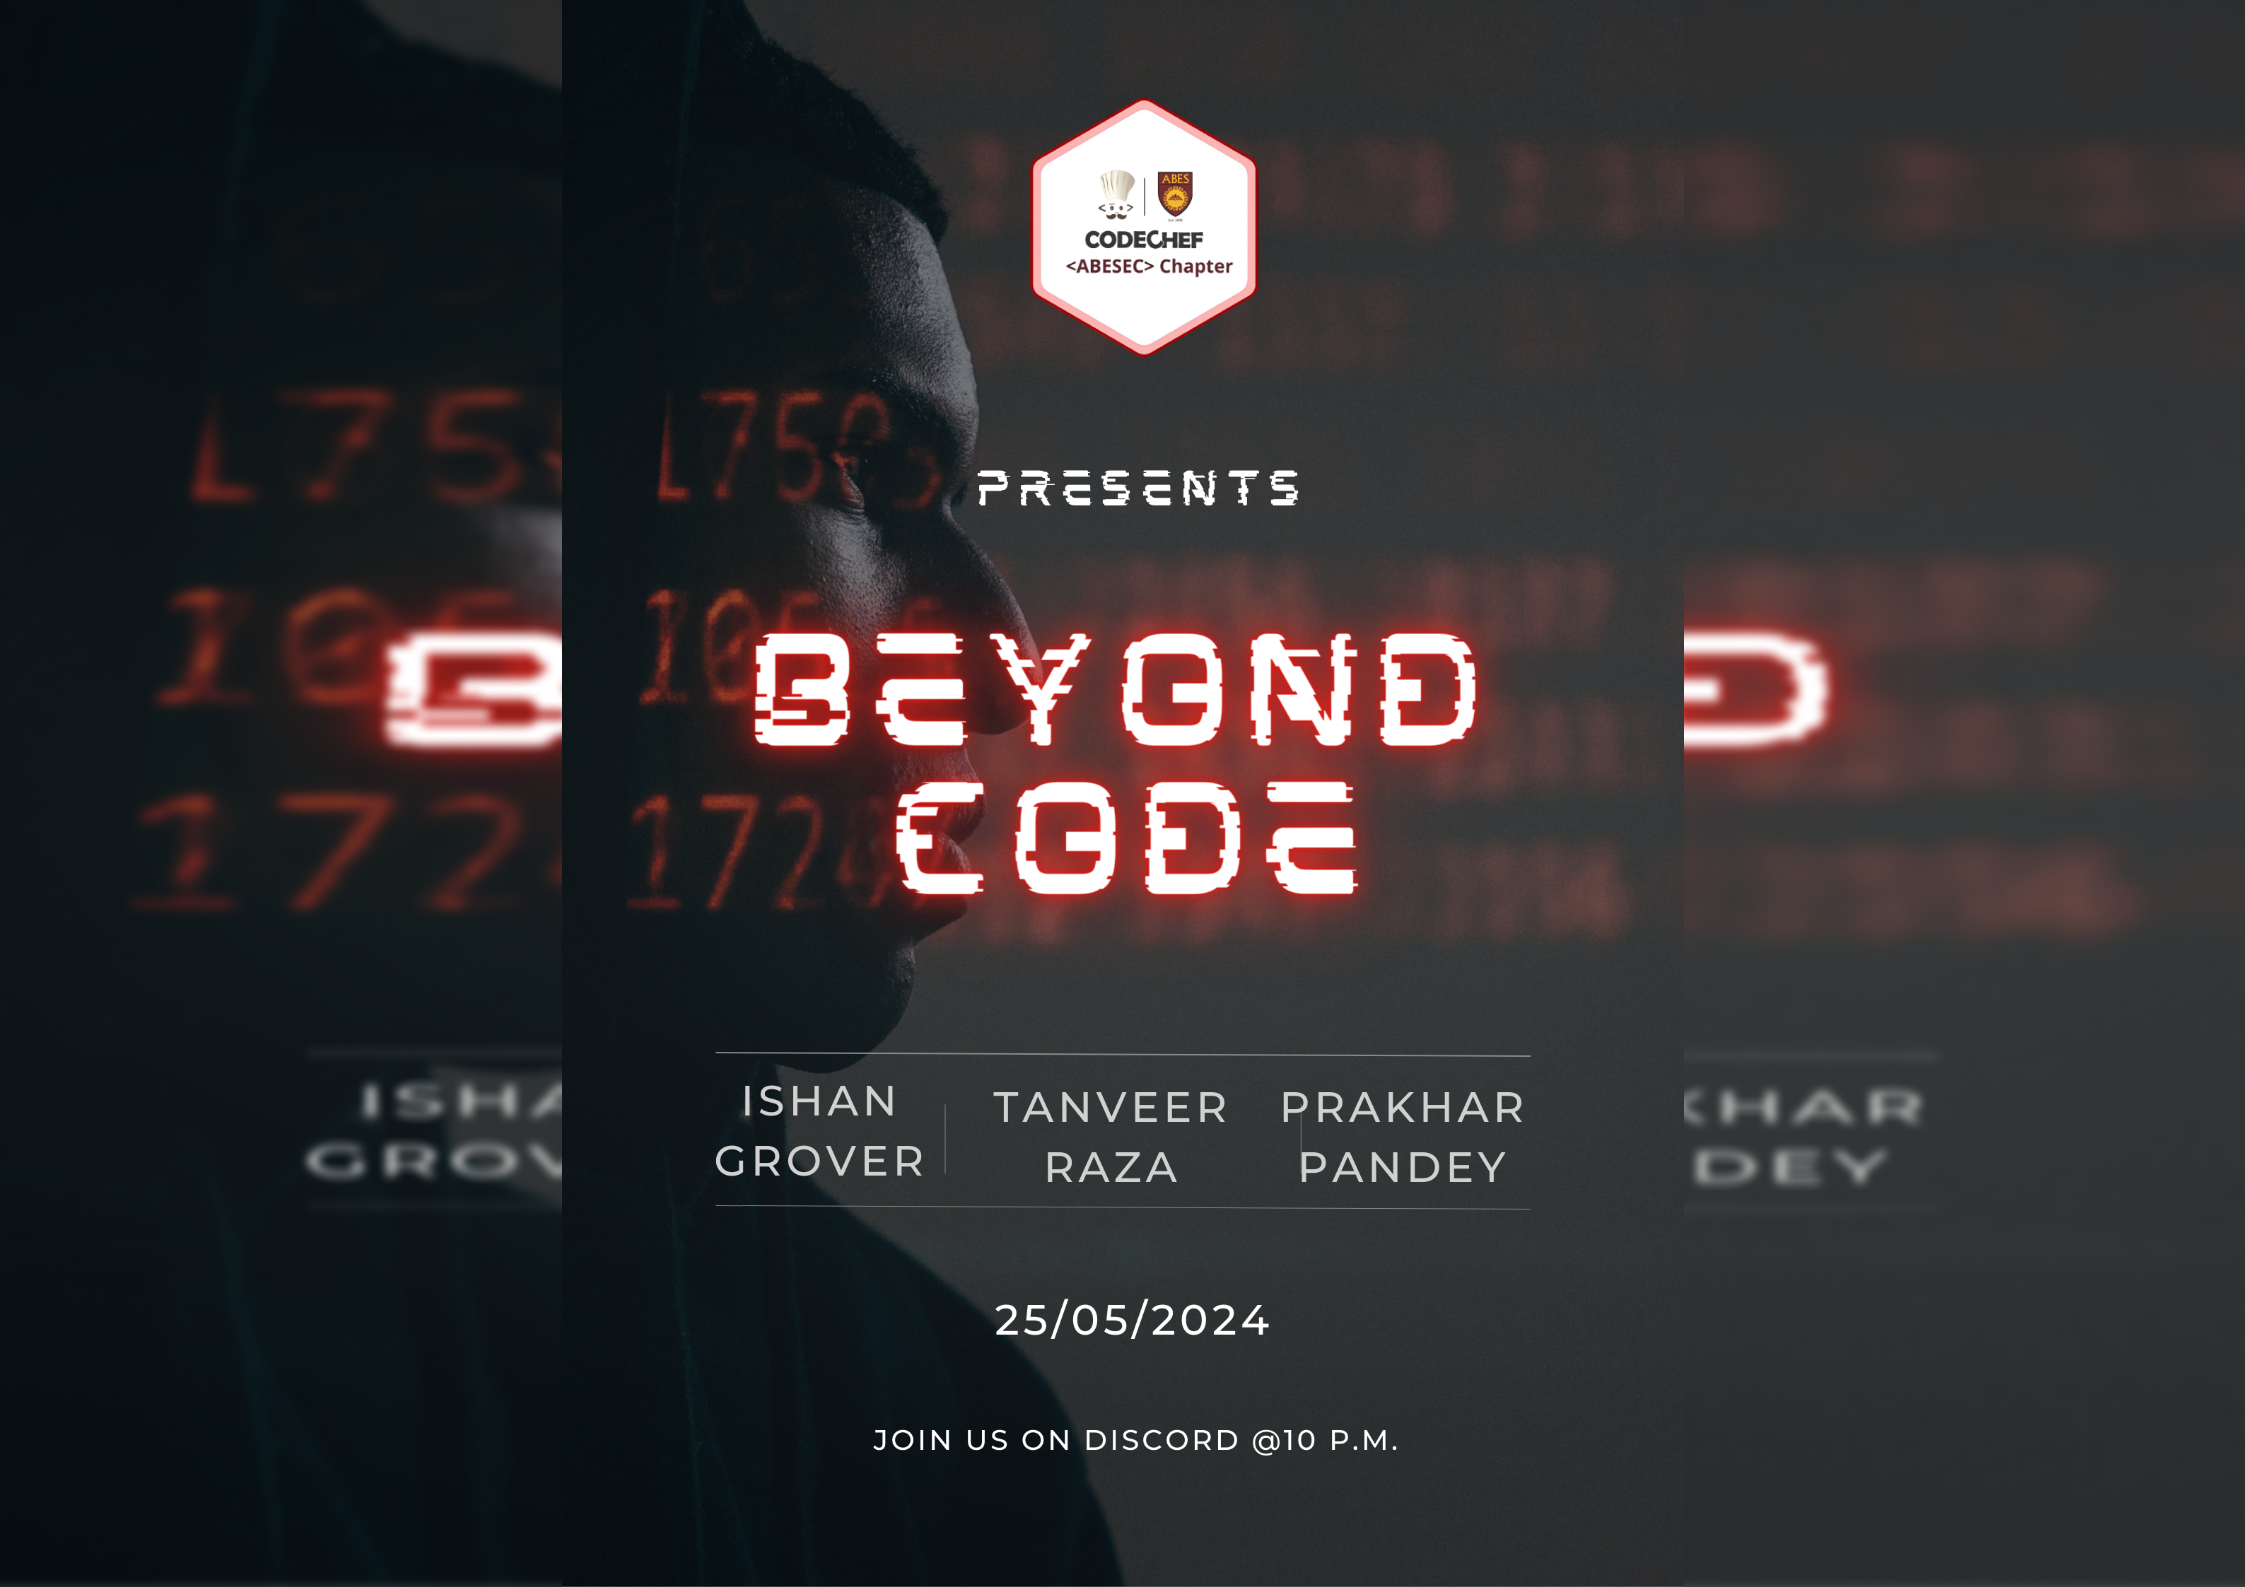 ABES
CODECHEF
<ABESEC> Chapter
PRESENTS
BEYOND
CODE
ISHAN
GROVER
TANVEER
RAZA
PRAKHAR
PANDEY
25/05/2024
JOIN US ON DISCORD @10 P.M.